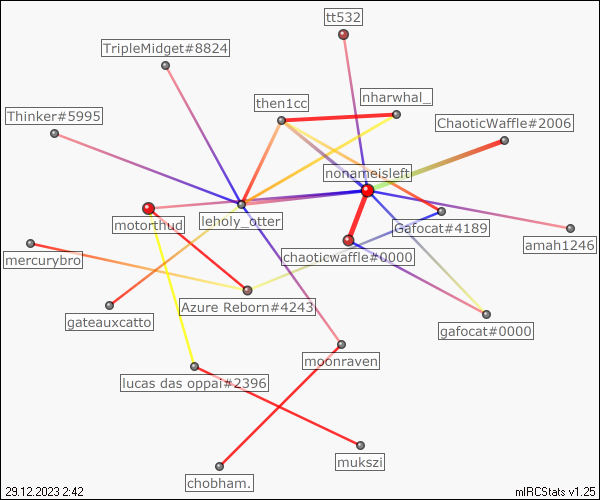 tt532
TripleMidget#8824
nharwhal_
then1cc
Thinker#5995
ChaoticWaffle#2006
nonameisleft
leholy_otter
motorthud
Gafocat#4189
amah1246
chaoticwaffle#0000
mercurybro
Azure Reborn#4243
gateauxcatto
gafocat#0000
moonraven
lucas das oppai#2396
mukszi
chobham.
29.12.2023 2:42
mIRCStats v1.25